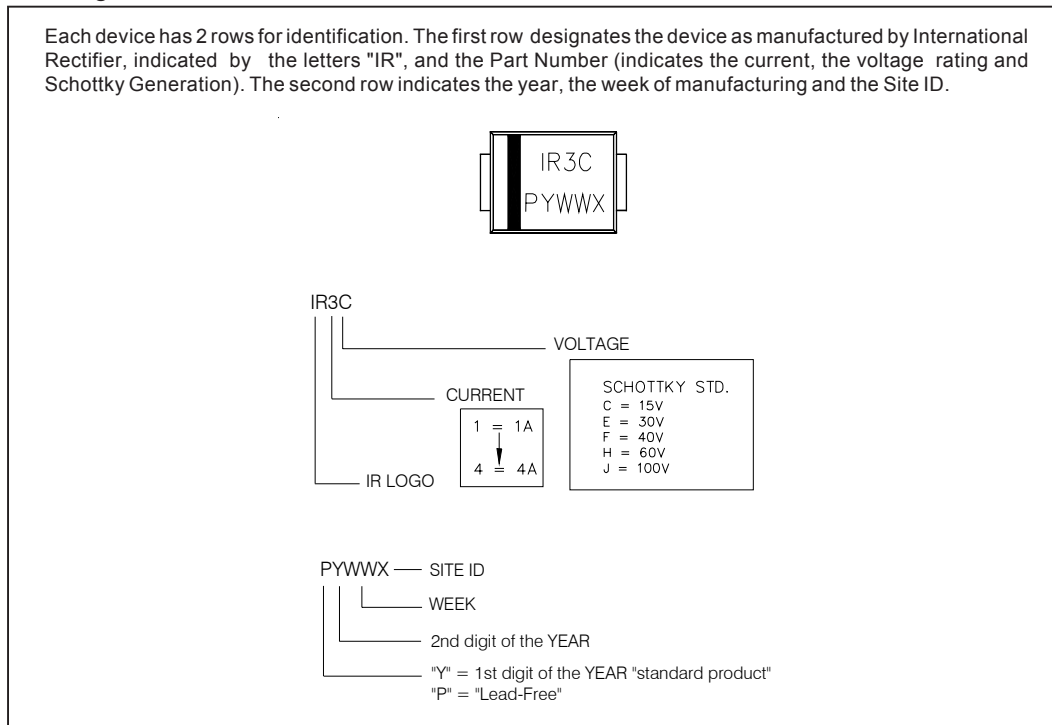 Each device has 2 rows for identification. The first row designates the device as manufactured by International
Rectifier, indicated by the letters "IR", and the Part Number (indicates the current, the voltage rating and
Schottky Generation). The second row indicates the year, the week of manufacturing and the Site ID.
IR3C
PYWWX
IR3C
VOLTAGE
SCHOTTKY STD.
C = 15V
E = 30V
F = 40V
H = 60V
J = 100V
CURRENT
1 = 1A
4 = 4A
IR LOGO
PYWWX
SITE ID
WEEK
2nd digit of the YEAR
"Y" = 1st digit of the YEAR "standard product"
"P" = "Lead-Free"